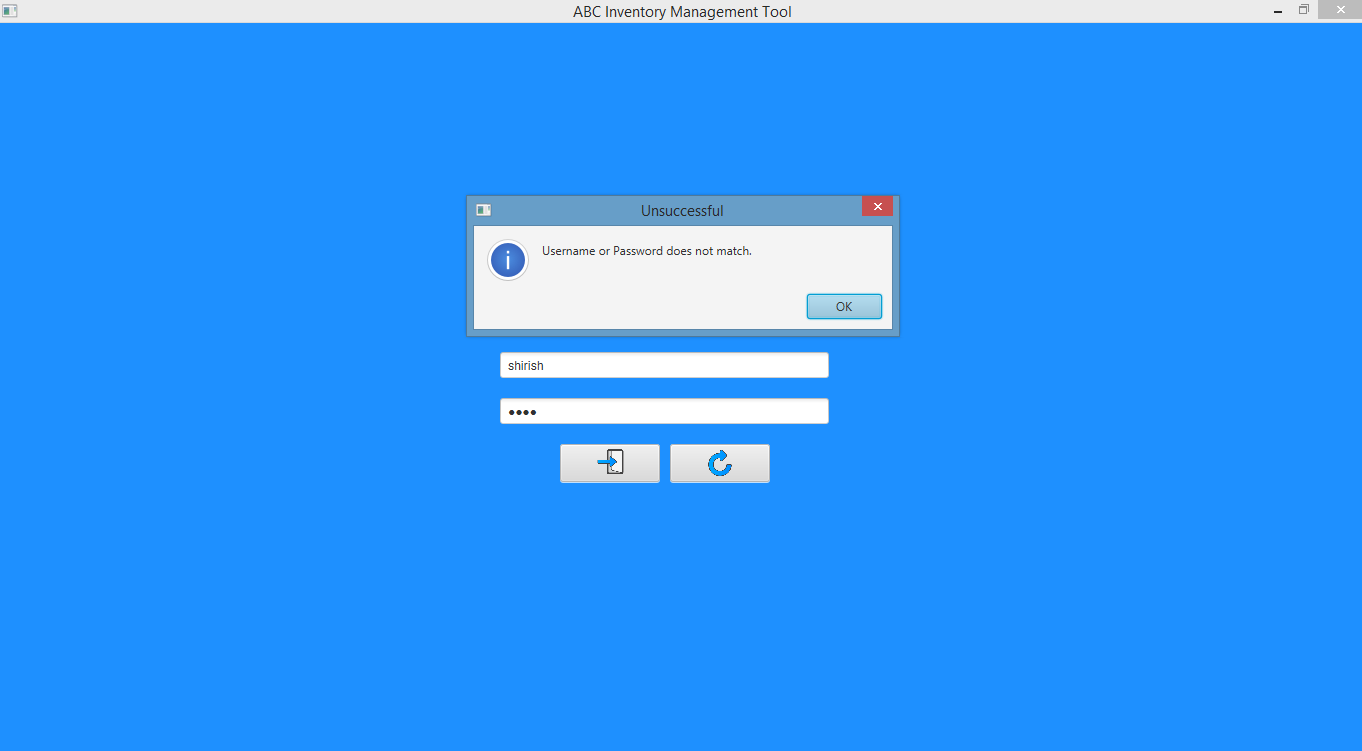 ABC Inventory Management Tool
Unsuccessful
Username or Password does not match.
OK
shirish